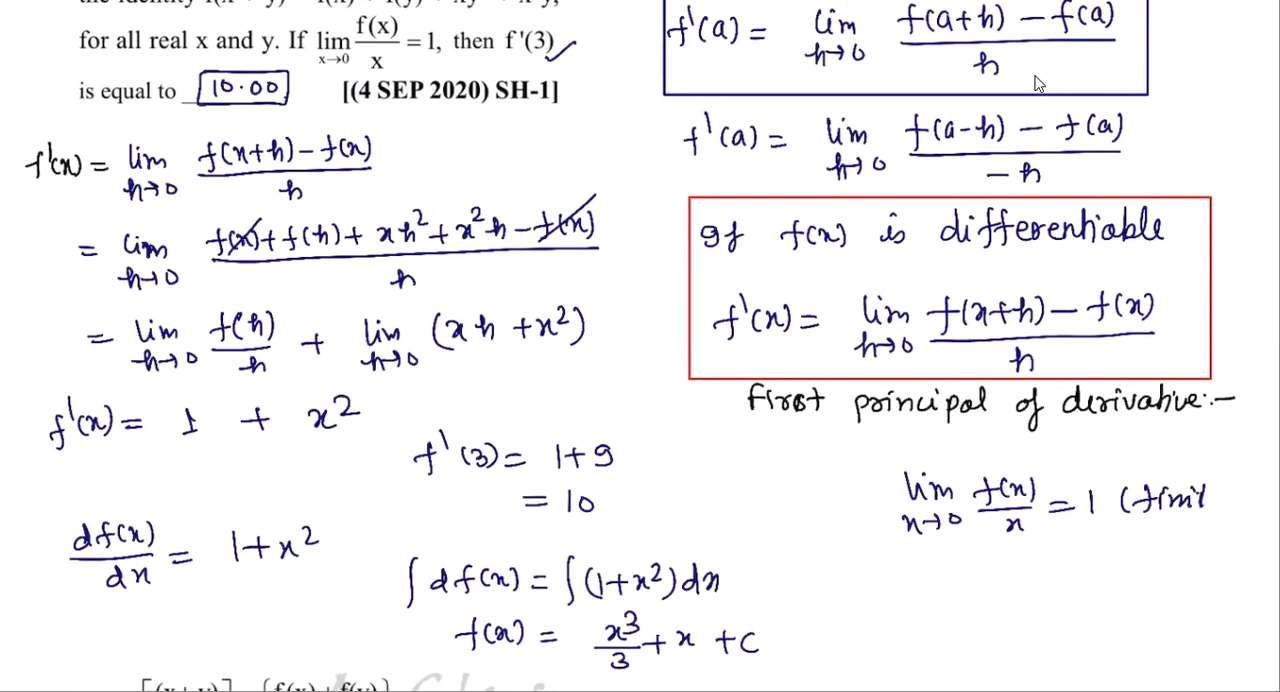 for all real x and y. If lim x→0 f(x)/x = 1, then f'(3)
is equal to 10.00 [(4 SEP 2020) SH-1]
f'(x) = lim h→0 f(x+h)-f(x)/h
= lim h→0 f(x)+f(h)+xh²+x²h-f(x)/h
= lim h→0 f(h)/h + lim h→0 (xh+x²)
f'(x) = 1 + x²
f'(3) = 1+9
= 10
df(x)/dx = 1+x²
∫df(x) = ∫(1+x²)dx
f(x) = x³/3 + x + c
f'(a) = lim h→0 f(a+h)-f(a)/h
f'(a) = lim h→0 f(a-h)-f(a)/-h
If f(x) is differentiable
f'(x) = lim h→0 f(x+h)-f(x)/h
First principal of derivative:-
lim x→0 f(x)/x = 1 (finit